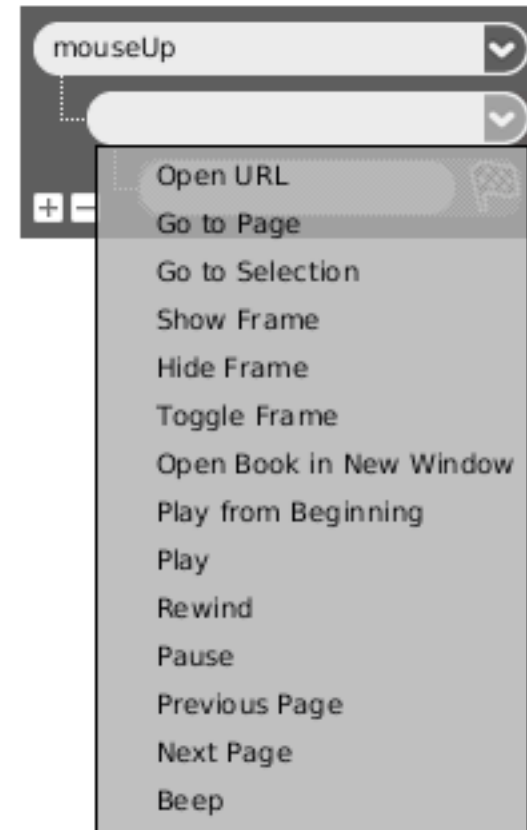 mouseUp
Open URL
Go to Page
Go to Selection
Show Frame
Hide Frame
Toggle Frame
Open Book in New Window
Play from Beginning
Play
Rewind
Pause
Previous Page
Next Page
Beep